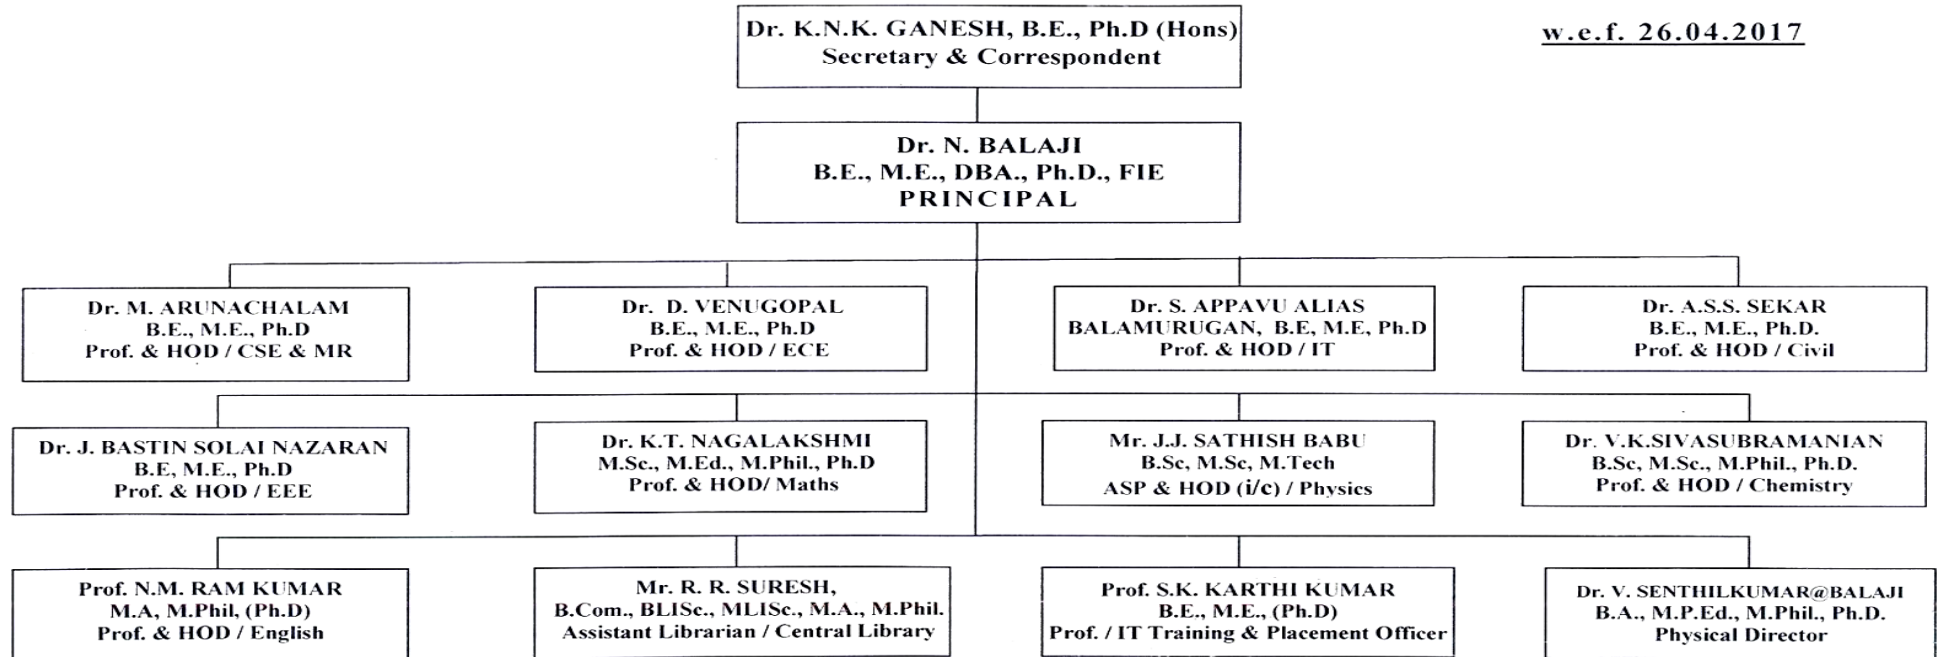 Dr. K.N.K. GANESH, B.E., Ph.D (Hons)
Secretary & Correspondent
w.e.f. 26.04.2017
Dr. N. BALAJI
B.E., M.E., DBA., Ph.D., FIE
PRINCIPAL
Dr. M. ARUNACHALAM
B.E., M.E., Ph.D
Prof. & HOD / CSE & MR
Dr. D. VENUGOPAL
B.E., M.E., Ph.D
Prof. & HOD / ECE
Dr. S. APPAVU ALIAS
BALAMURUGAN, B.E, M.E, Ph.D
Prof. & HOD / IT
Dr. A.S.S. SEKAR
B.E., M.E., Ph.D.
Prof. & HOD / Civil
Dr. J. BASTIN SOLAI NAZARAN
B.E, M.E., Ph.D
Prof. & HOD / EEE
Dr. K.T. NAGALAKSHMI
M.Sc., M.Ed., M.Phil., Ph.D
Prof. & HOD/ Maths
Mr. J.J. SATHISH BABU
B.Sc, M.Sc, M.Tech
ASP & HOD (i/c) / Physics
Dr. V.K.SIVASUBRAMANIAN
B.Sc, M.Sc., M.Phil., Ph.D.
Prof. & HOD / Chemistry
Prof. N.M. RAM KUMAR
M.A, M.Phil, (Ph.D)
Prof. & HOD / English
Mr. R. R. SURESH,
B.Com., BLISc., MLISc., M.A., M.Phil.
Assistant Librarian / Central Library
Prof. S.K. KARTHI KUMAR
B.E., M.E., (Ph.D)
Prof. / IT Training & Placement Officer
Dr. V. SENTHILKUMAR@BALAJI
B.A., M.P.Ed., M.Phil., Ph.D.
Physical Director